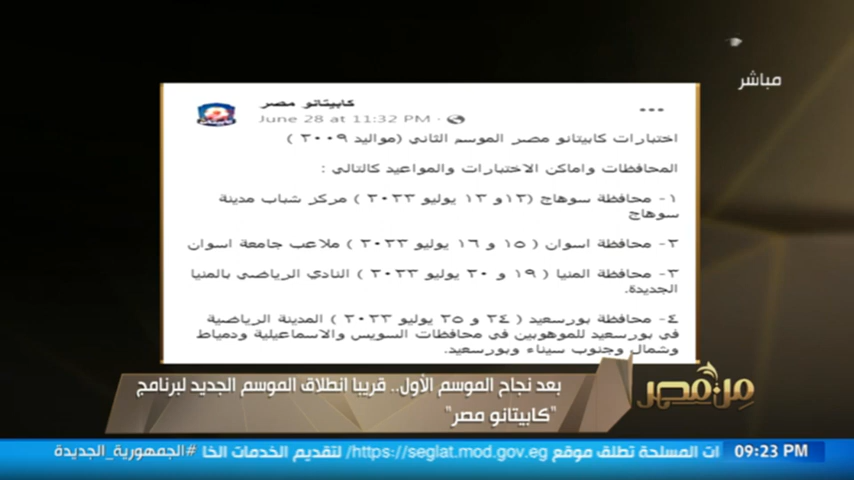 مباشر
كابيتانو مصر
June 28 at 11:32 PM ·
اختبارات كابيتانو مصر الموسم الثاني (مواليد ٢٠٠٩ )
المحافظات واماكن الاختبارات والمواعيد كالتالي :
١- محافظة سوهاج (١٢و ١٣ يوليو ٢٠٢٣ ) مركز شباب مدينة
سوهاج
٢- محافظة اسوان ( ١٥ و ١٦ يوليو ٢٠٢٣ ) ملاعب جامعة اسوان
٣- محافظة المنيا ( ١٩ و ٢٠ يوليو ٢٠٢٣ ) النادي الرياضي بالمنيا
الجديدة.
٤- محافظة بورسعيد ( ٢٤ و ٢٥ يوليو ٢٠٢٣ ) المدينة الرياضية
في بورسعيد للموهوبين في محافظات السويس والاسماعيلية ودمياط
وشمال وجنوب سيناء وبورسعيد.
بعد نجاح الموسم الأول.. قريبا انطلاق الموسم الجديد لبرنامج
"كابيتانو مصر"
من مصر
09:23 PM
ات المسلحة تطلق موقع https://seglat.mod.gov.eg لتقديم الخدمات الخا
#الجمهورية_الجديدة